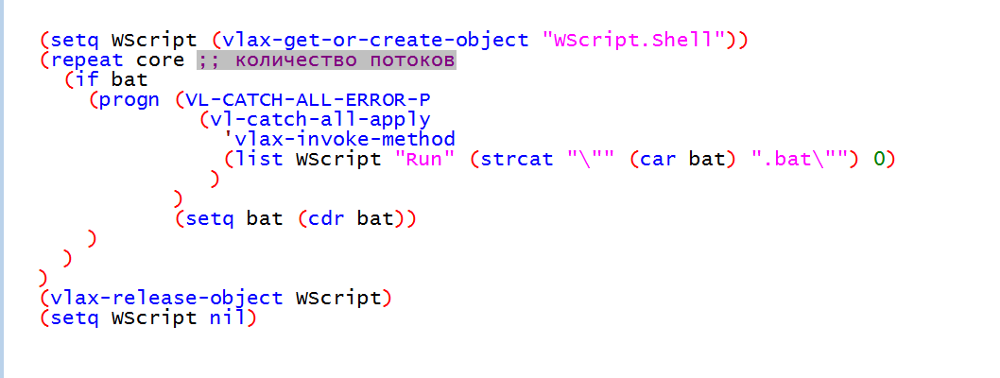 (setq WScript (vlax-get-or-create-object "WScript.Shell"))
(repeat core ;; количество потоков
(if bat
(progn (VL-CATCH-ALL-ERROR-P
(vl-catch-all-apply
'vlax-invoke-method
(list WScript "Run" (strcat "\"" (car bat) ".bat\"") 0)
)
)
(setq bat (cdr bat))
)
)
)
(vlax-release-object WScript)
(setq WScript nil)